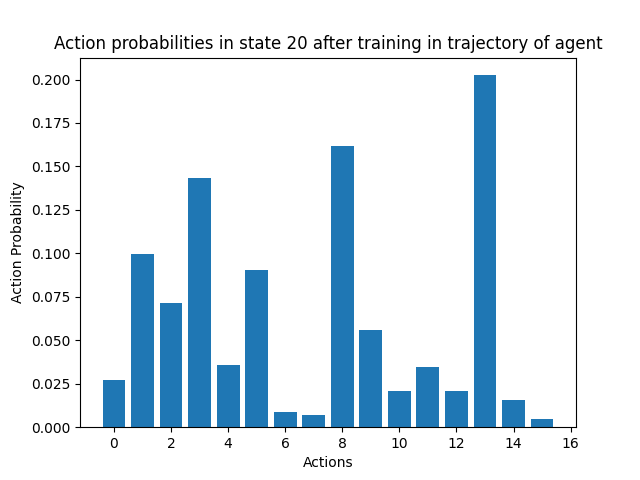 Action probabilities in state 20 after training in trajectory of agent
0.200
0.175
0.150
0.125
0.100
0.075
0.050
0.025
0.000
Action Probability
0 2 4 6 8 10 12 14 16
Actions